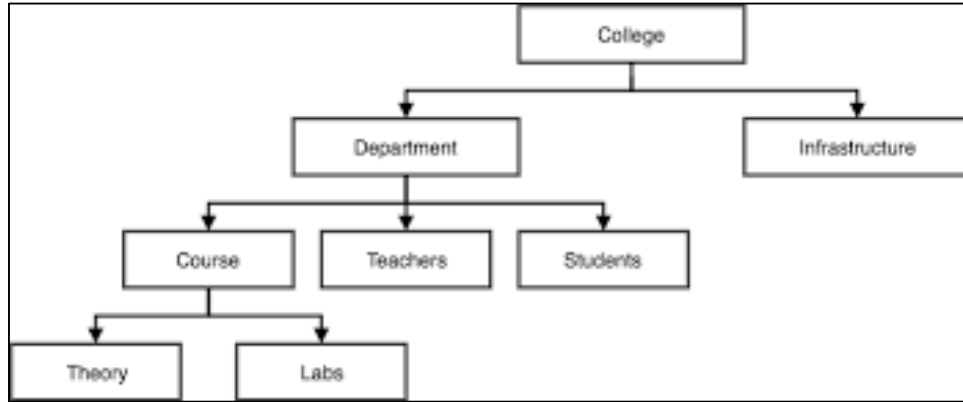 College
Department
Infrastructure
Course
Teachers
Students
Theory
Labs